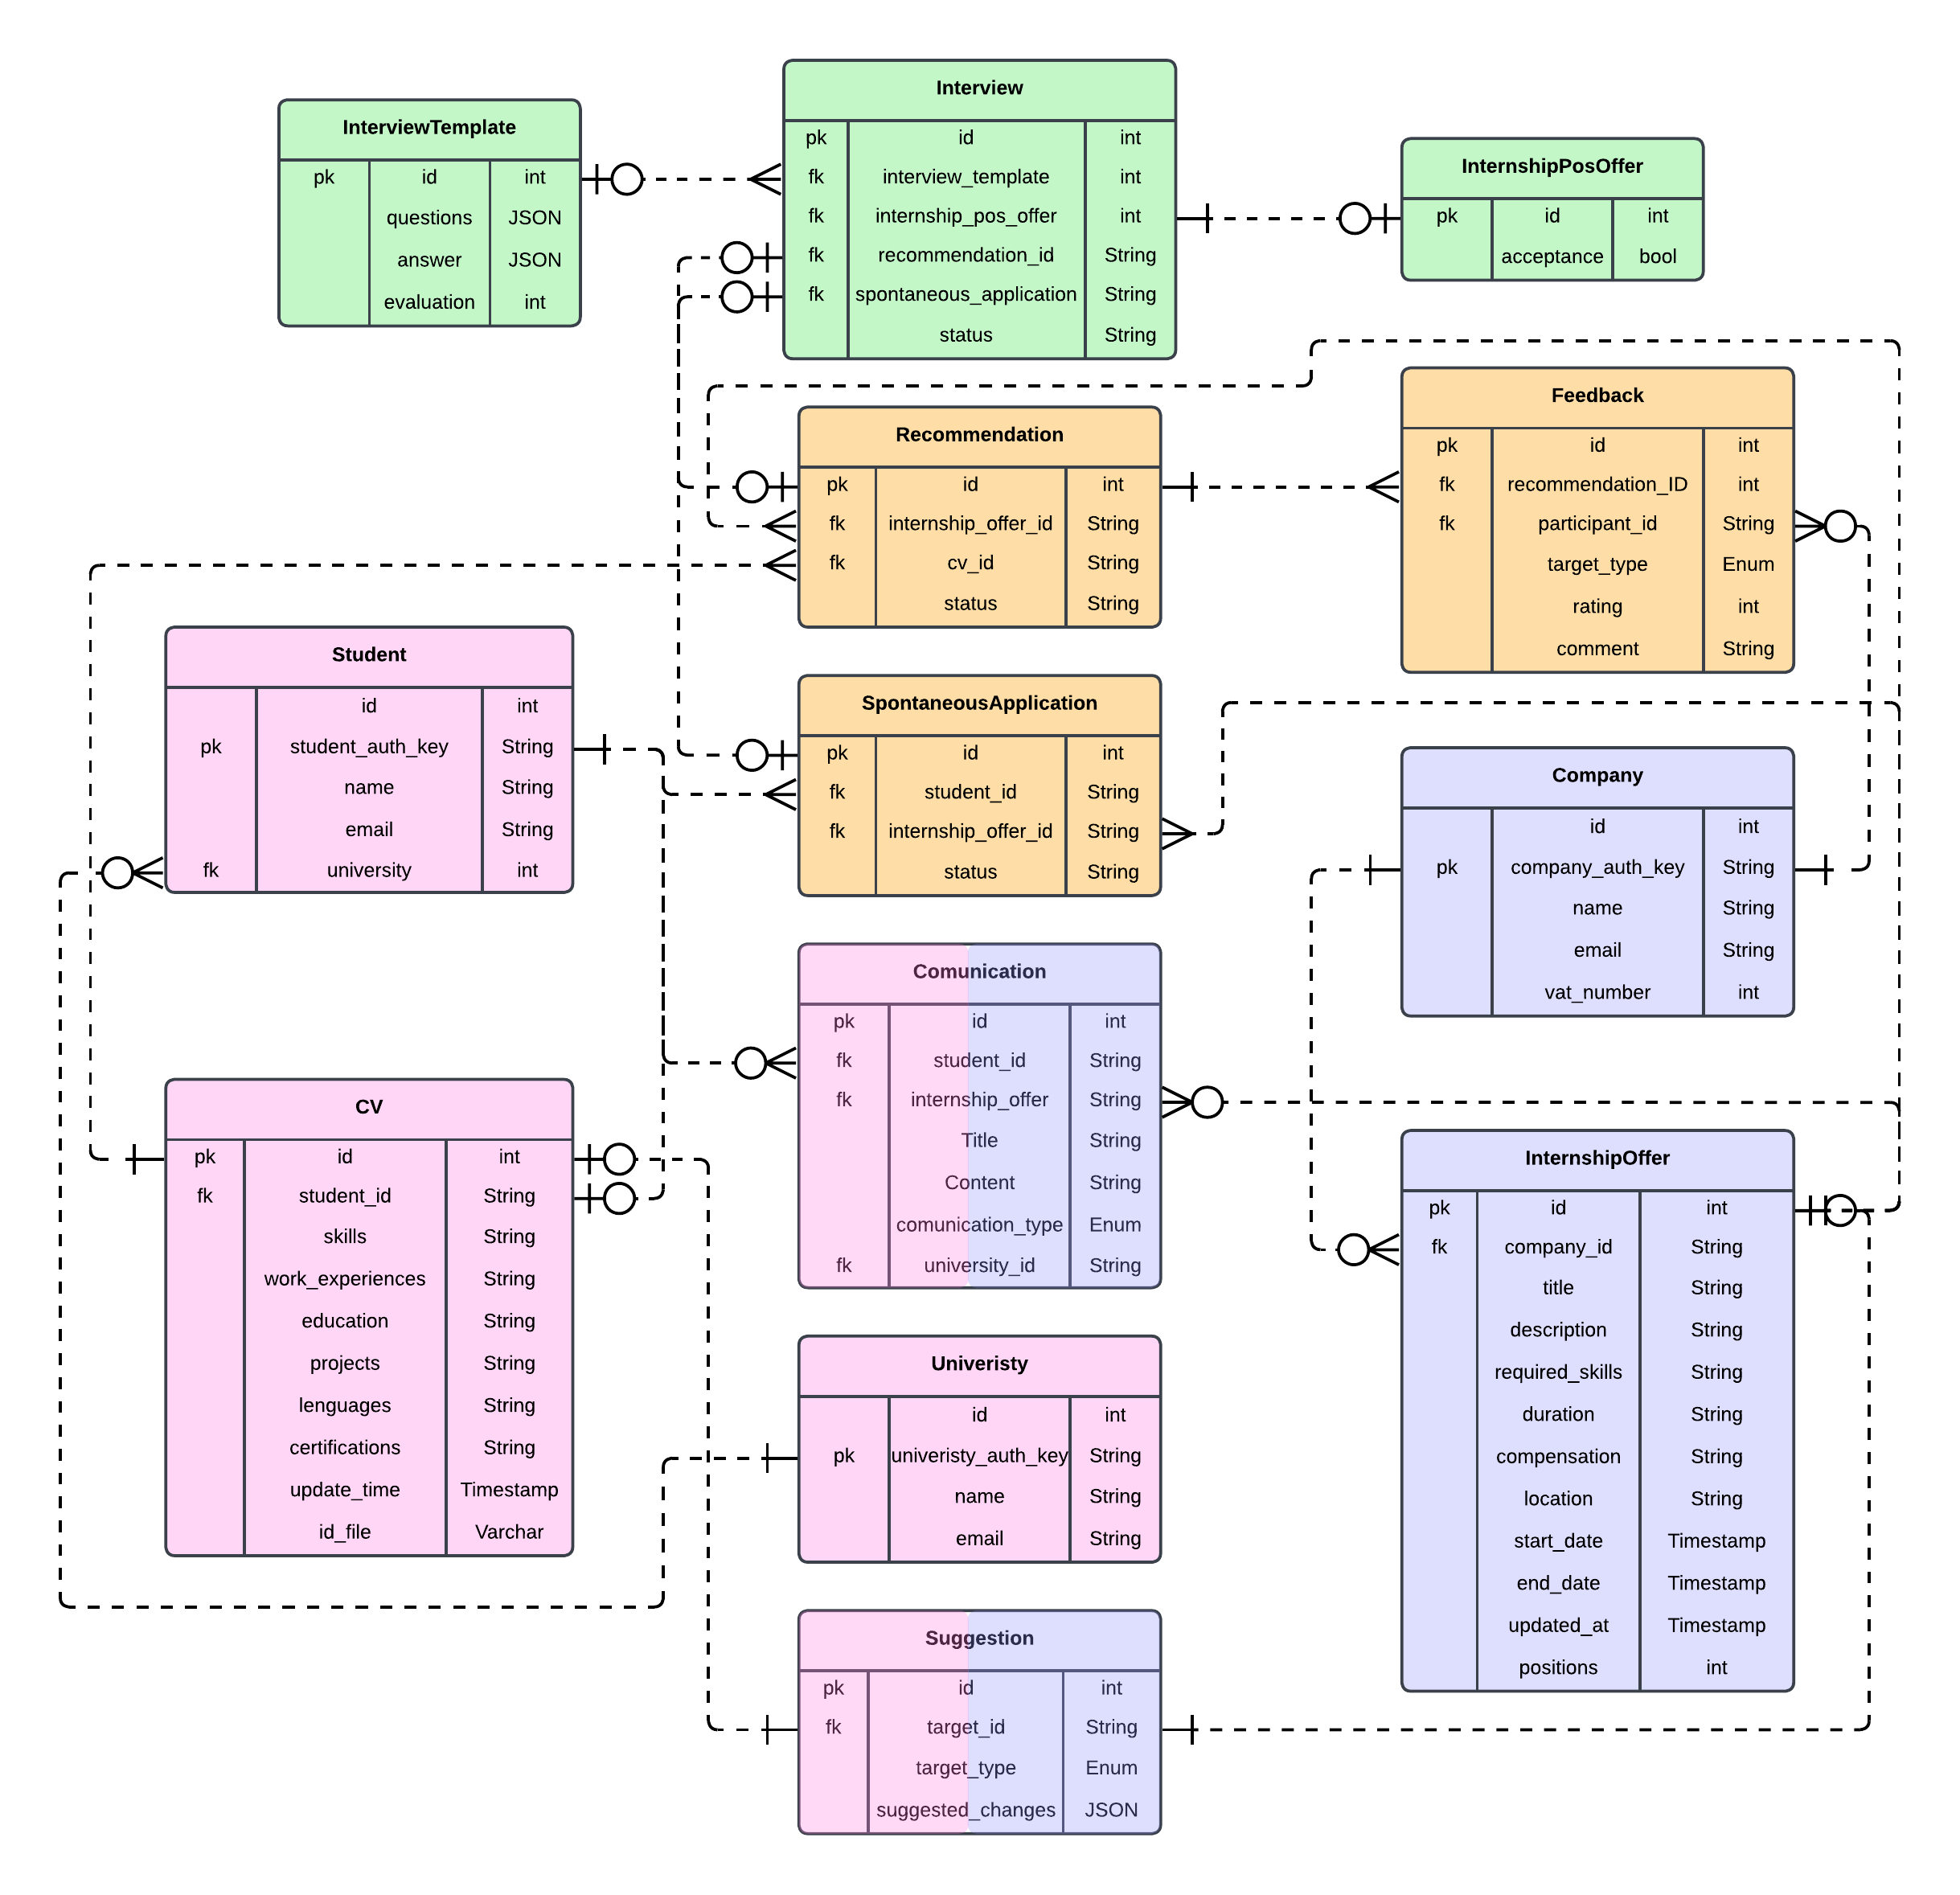 InterviewTemplate
pk id int
questions JSON
answer JSON
evaluation int
Interview
pk id int
fk interview_template int
fk internship_pos_offer int
fk recommendation_id String
fk spontaneous_application String
status String
InternshipPosOffer
pk id int
acceptance bool
Recommendation
pk id int
fk internship_offer_id String
fk cv_id String
status String
Feedback
pk id int
fk recommendation_ID int
fk participant_id String
target_type Enum
rating int
comment String
Student
id int
pk student_auth_key String
name String
email String
fk university int
SpontaneousApplication
pk id int
fk student_id String
fk internship_offer_id String
status String
Company
id int
pk company_auth_key String
name String
email String
vat_number int
Comunication
pk id int
fk student_id String
fk internship_offer String
Title String
Content String
comunication_type Enum
fk university_id String
CV
pk id int
fk student_id String
skills String
work_experiences String
education String
projects String
lenguages String
certifications String
update_time Timestamp
id_file Varchar
InternshipOffer
pk id int
fk company_id String
title String
description String
required_skills String
duration String
compensation String
location String
start_date Timestamp
end_date Timestamp
updated_at Timestamp
positions int
Univeristy
id int
pk univeristy_auth_key String
name String
email String
Suggestion
pk id int
fk target_id String
target_type Enum
suggested_changes JSON